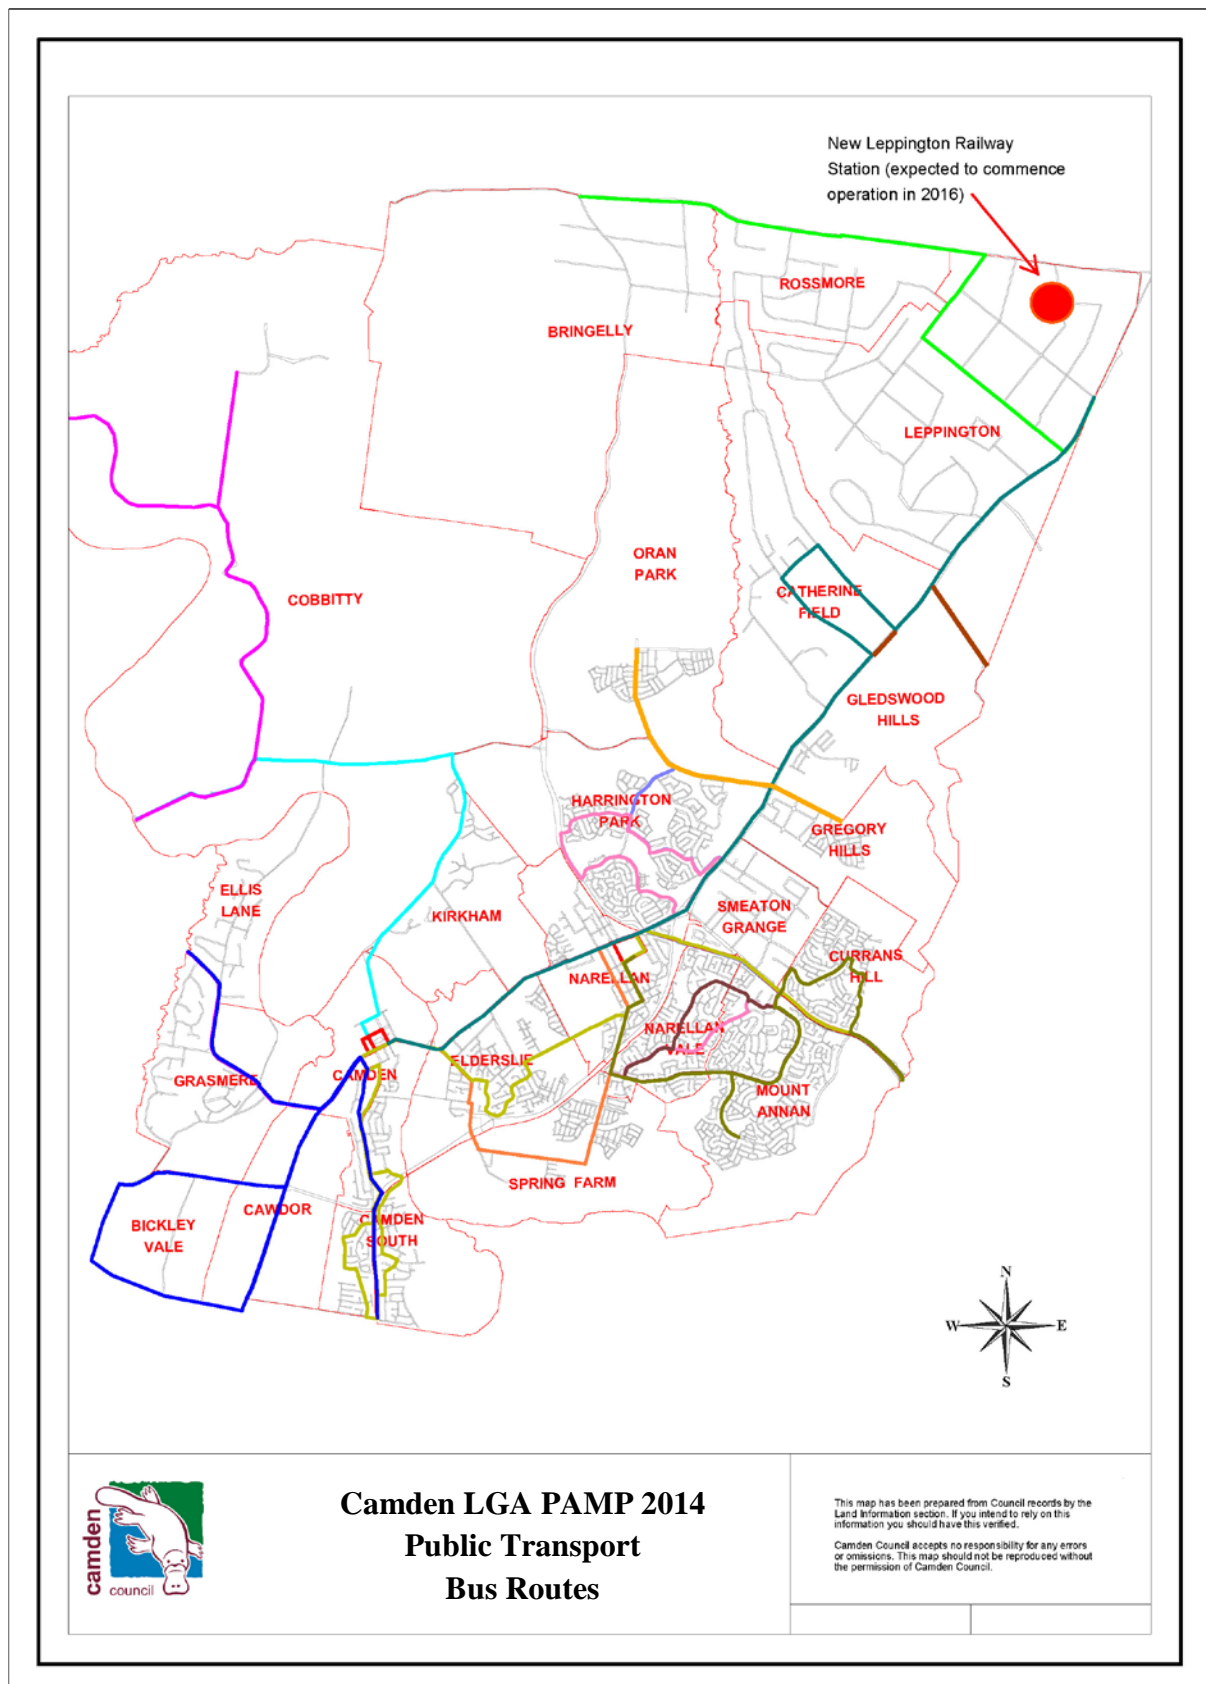 New Leppington Railway
Station (expected to commence
operation in 2016)
ROSSMORE
BRINGELLY
LEPPINGTON
ORAN
PARK
CATHERINE
FIELD
COBBITTY
GLEDSWOOD
HILLS
HARRINGTON
PARK
GREGORY
HILLS
ELLIS
LANE
KIRKHAM
SMEATON
GRANGE
CURRANS
HILL
NARELLAN
NARELLAN
VALE
ELDERSLIE
GRASMERE
CAMDEN
MOUNT
ANNAN
SPRING FARM
CAWDOR
BICKLEY
VALE
CAMDEN
SOUTH
N
W
E
S
camden
council
Camden LGA PAMP 2014
Public Transport
Bus Routes
This map has been prepared from Council records by the
Land Information section. If you intend to rely on this
information you should have this verified.
Camden Council accepts no responsibility for any errors
or omissions. This map should not be reproduced without
the permission of Camden Council.